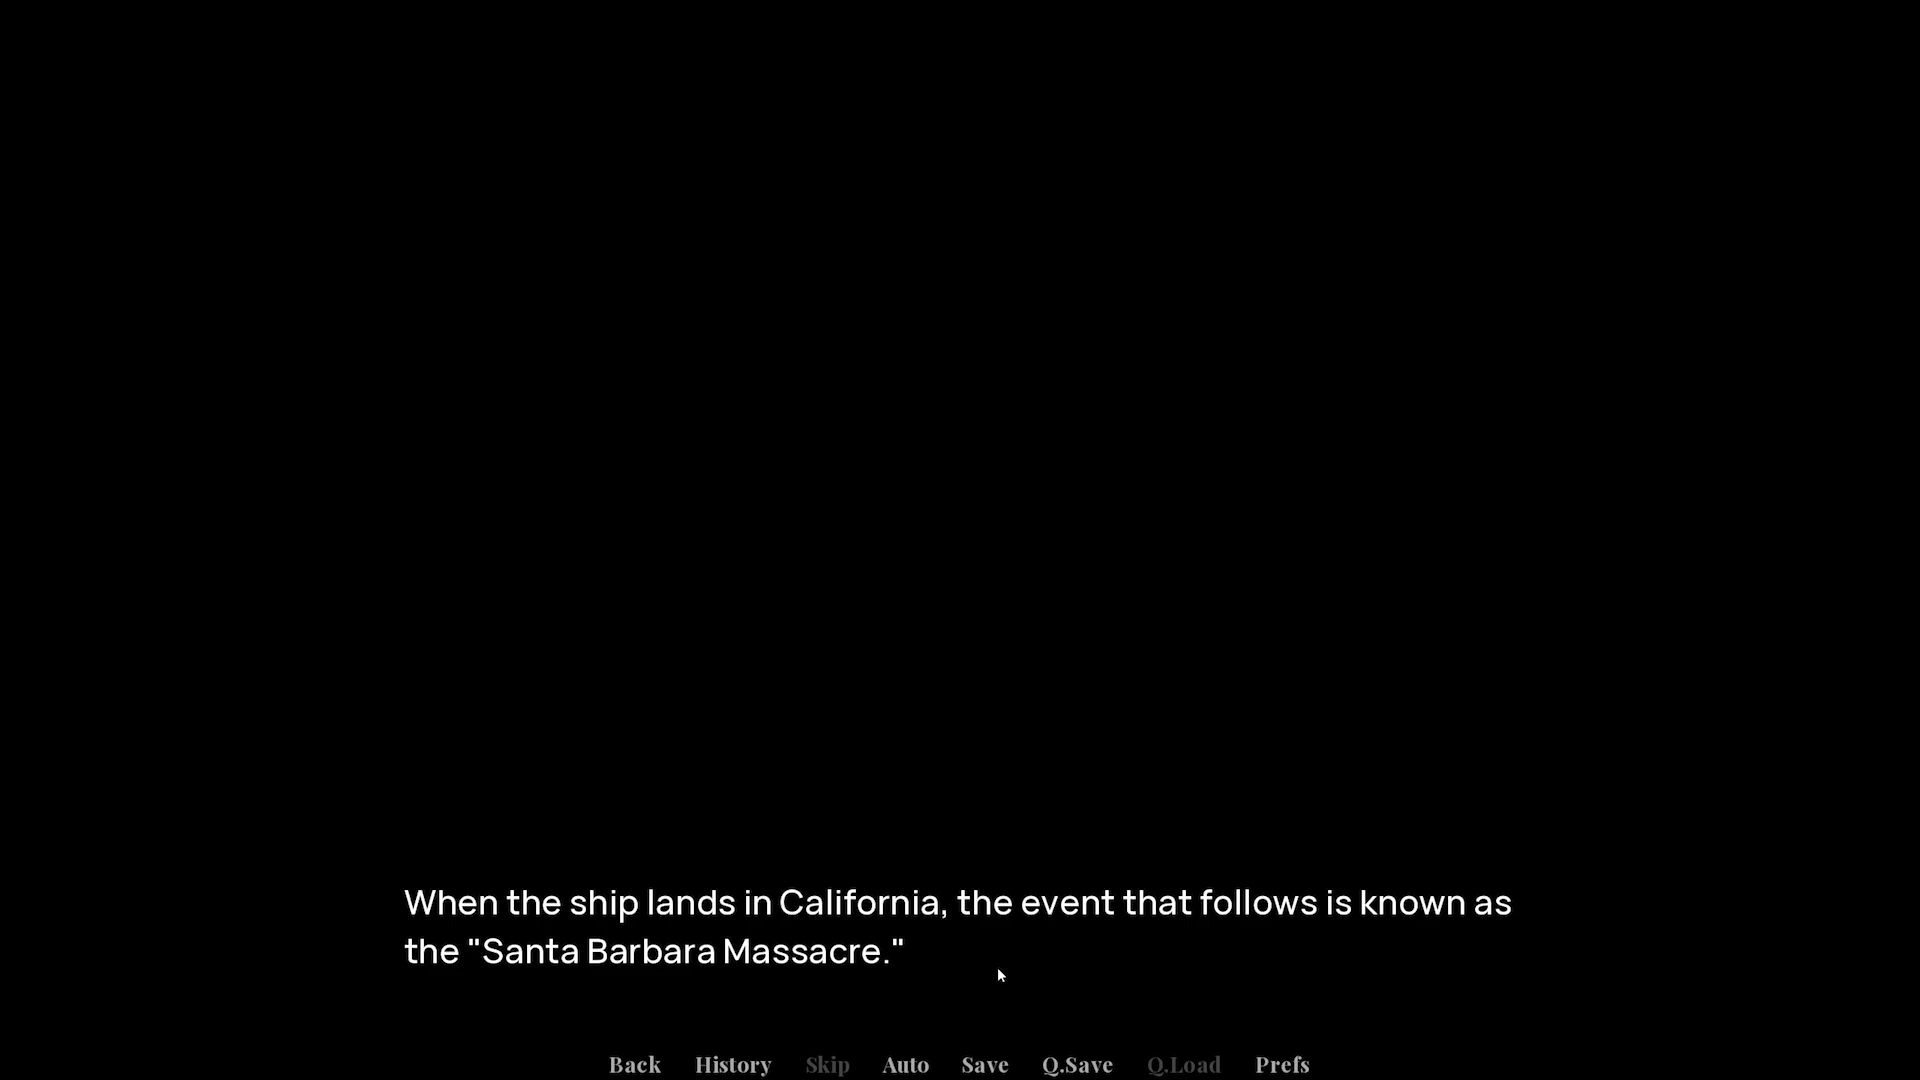 When the ship lands in California, the event that follows is known as
the "Santa Barbara Massacre."
Back History Skip Auto Save Q.Save Q.Load Prefs